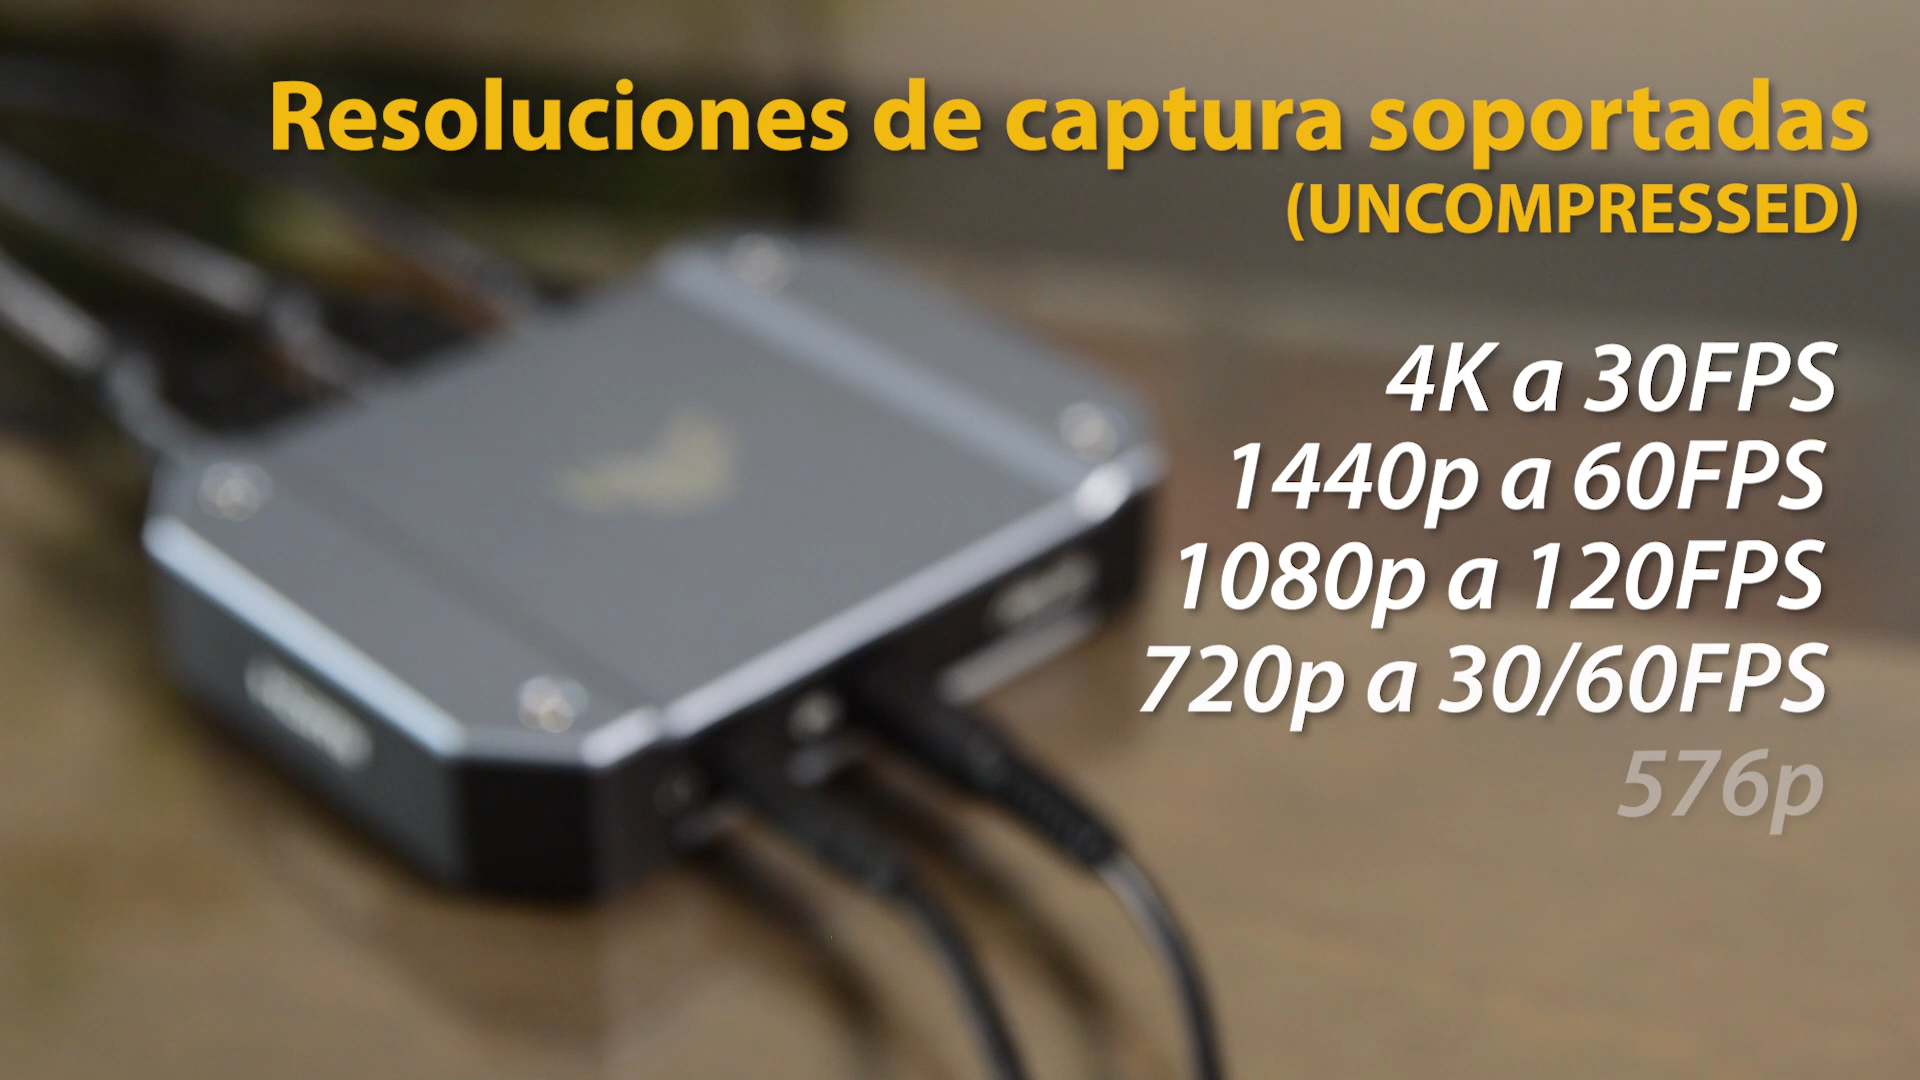 Resoluciones de captura soportadas
(UNCOMPRESSED)
4K a 30FPS
1440p a 60FPS
1080p a 120FPS
720p a 30/60FPS
576p